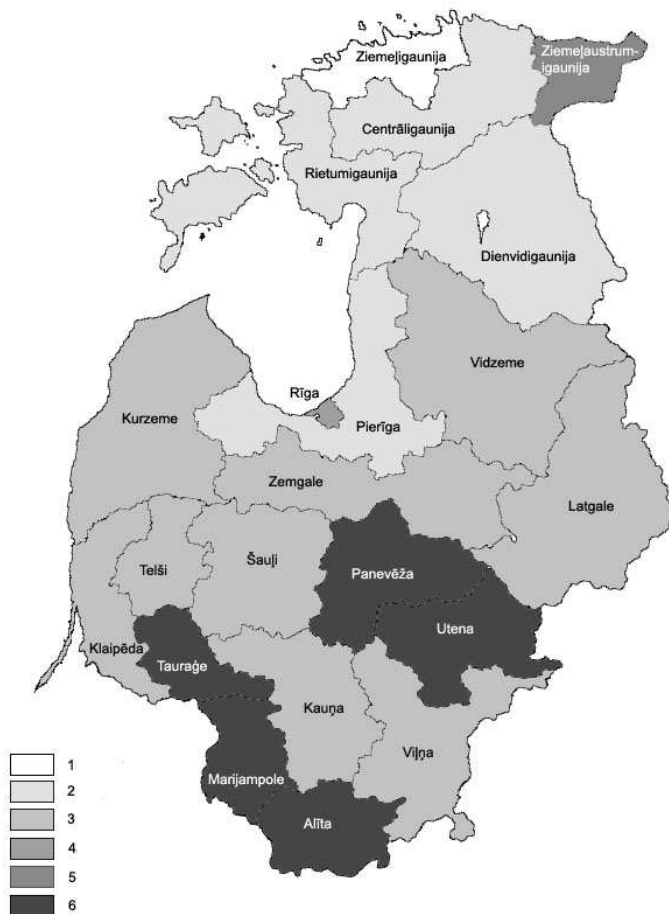 Ziemeļaustrum-
igaunija
Ziemeļigaunija
Centrāligaunija
Rietumigaunija
Dienvidigaunija
Vidzeme
Rīga
Kurzeme
Pierīga
Zemgale
Latgale
Šauļi
Telši
Panevēža
Utena
Klaipēda
Tauraģe
Kauņa
Viļņa
Marijampole
Alīta
1
2
3
4
5
6